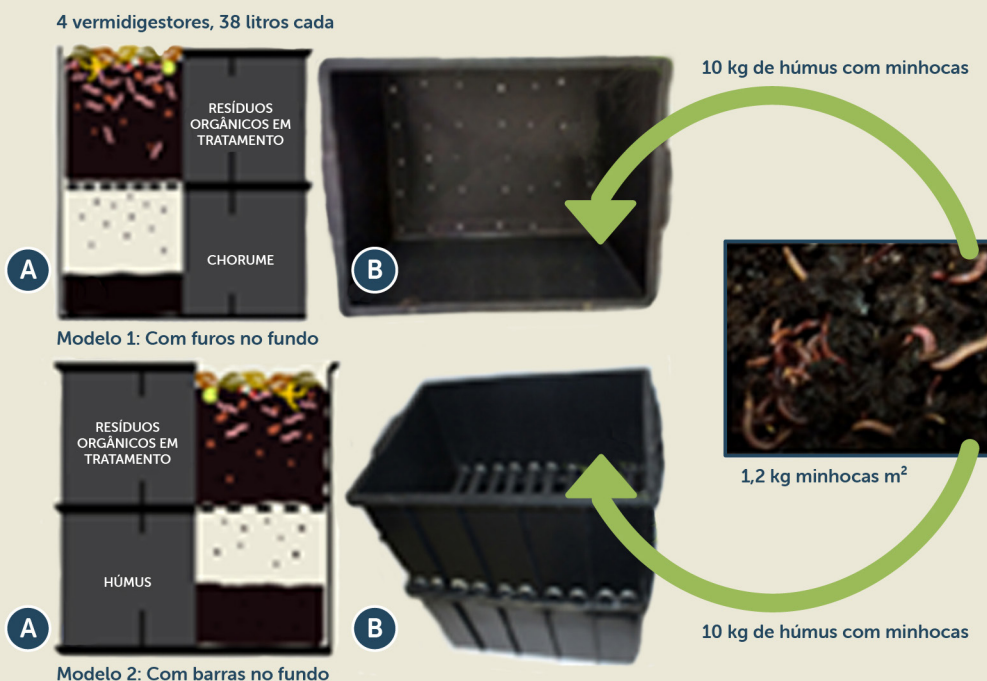 4 vermidigestores, 38 litros cada
10 kg de húmus com minhocas
RESÍDUOS
ORGÂNICOS EM
TRATAMENTO
A
CHORUME
B
Modelo 1: Com furos no fundo
1,2 kg minhocas m²
RESÍDUOS
ORGÂNICOS EM
TRATAMENTO
HÚMUS
A
B
10 kg de húmus com minhocas
Modelo 2: Com barras no fundo